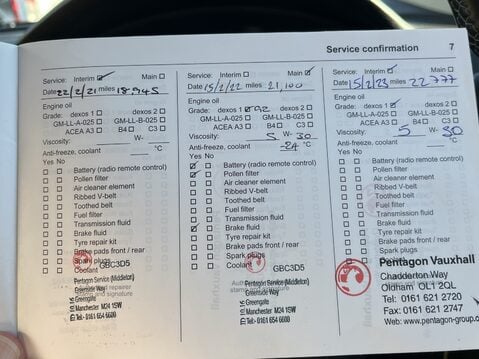 Service confirmation 7
Service: Interim Main
Date 22/2/21 miles 18,945
Engine oil
Grade: dexos 1 dexos 2
GM-LL-A-025 GM-LL-B-025
ACEA A3 B4 C3
Viscosity: W-
Anti-freeze, coolant °C
Yes No
Battery (radio remote control)
Pollen filter
Air cleaner element
Ribbed V-belt
Toothed belt
Fuel filter
Transmission fluid
Brake fluid
Tyre repair kit
Brake pads front / rear
Spark plugs
Coolant
GBC3D5
Pentagon Service (Middleton)
Greenside Way
Greengate
Manchester M24 1SW
Tel - 0161 654 6600
Service: Interim Main
Date 15/2/22 miles 21,100
Engine oil
Grade: dexos 1 dexos 2
GM-LL-A-025 GM-LL-B-025
ACEA A3 B4 C3
Viscosity: 5 W- 30
Anti-freeze, coolant -24 °C
Yes No
Battery (radio remote control)
Pollen filter
Air cleaner element
Ribbed V-belt
Toothed belt
Fuel filter
Transmission fluid
Brake fluid
Tyre repair kit
Brake pads front / rear
Spark plugs
Coolant
GBC3D5
Pentagon Service (Middleton)
Greenside Way
Greengate
Manchester M24 1SW
Tel - 0161 654 6600
Service: Interim Main
Date 15/2/23 miles 22777
Engine oil
Grade: dexos 1 dexos 2
GM-LL-A-025 GM-LL-B-025
ACEA A3 B4 C3
Viscosity: 5 W- 30
Anti-freeze, coolant °C
Yes No
Battery (radio remote control)
Pollen filter
Air cleaner element
Ribbed V-belt
Toothed belt
Fuel filter
Transmission fluid
Brake fluid
Tyre repair kit
Brake pads front / rear
Spark plugs
Pentagon Vauxhall
Chadderton Way
Oldham OL1 2QL
Tel: 0161 621 2720
Fax: 0161 621 2747
Web: www.pentagon-group.c